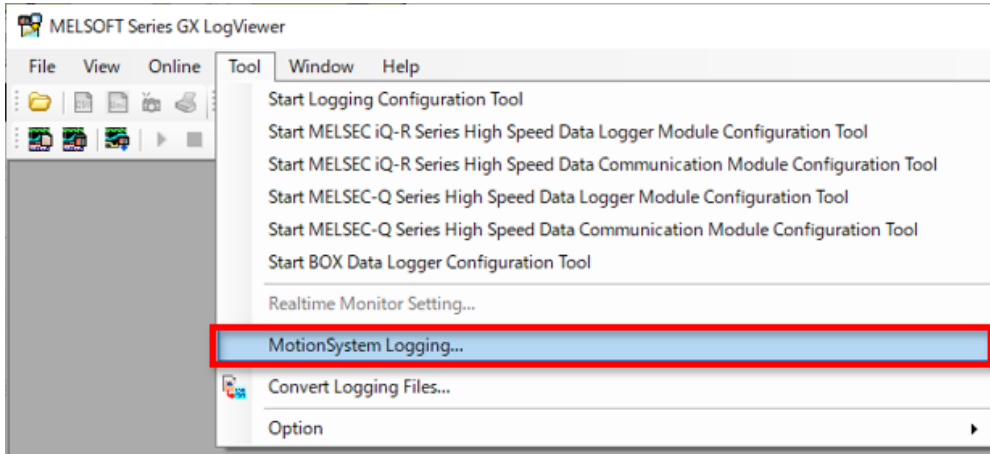 MELSOFT Series GX LogViewer
File View Online Tool Window Help
Start Logging Configuration Tool
Start MELSEC iQ-R Series High Speed Data Logger Module Configuration Tool
Start MELSEC iQ-R Series High Speed Data Communication Module Configuration Tool
Start MELSEC-Q Series High Speed Data Logger Module Configuration Tool
Start MELSEC-Q Series High Speed Data Communication Module Configuration Tool
Start BOX Data Logger Configuration Tool
Realtime Monitor Setting...
MotionSystem Logging...
Convert Logging Files...
Option